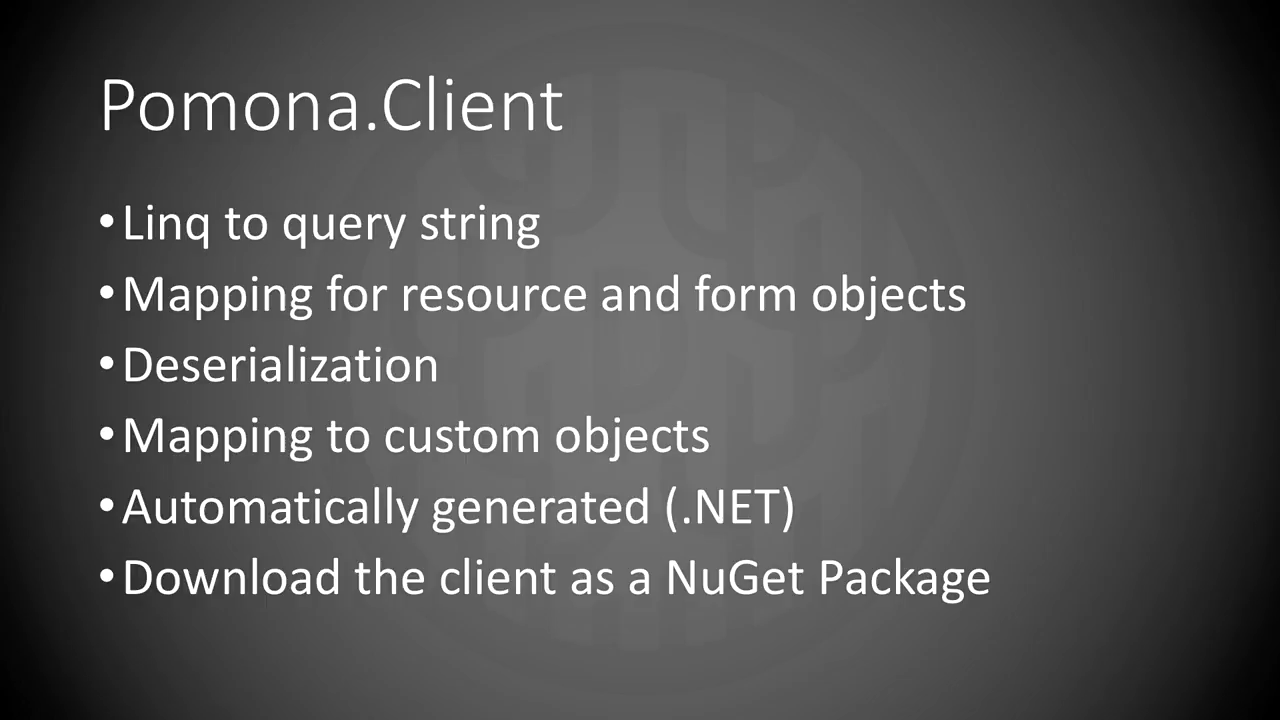 Pomona.Client
•Linq to query string
•Mapping for resource and form objects
•Deserialization
•Mapping to custom objects
•Automatically generated (.NET)
•Download the client as a NuGet Package